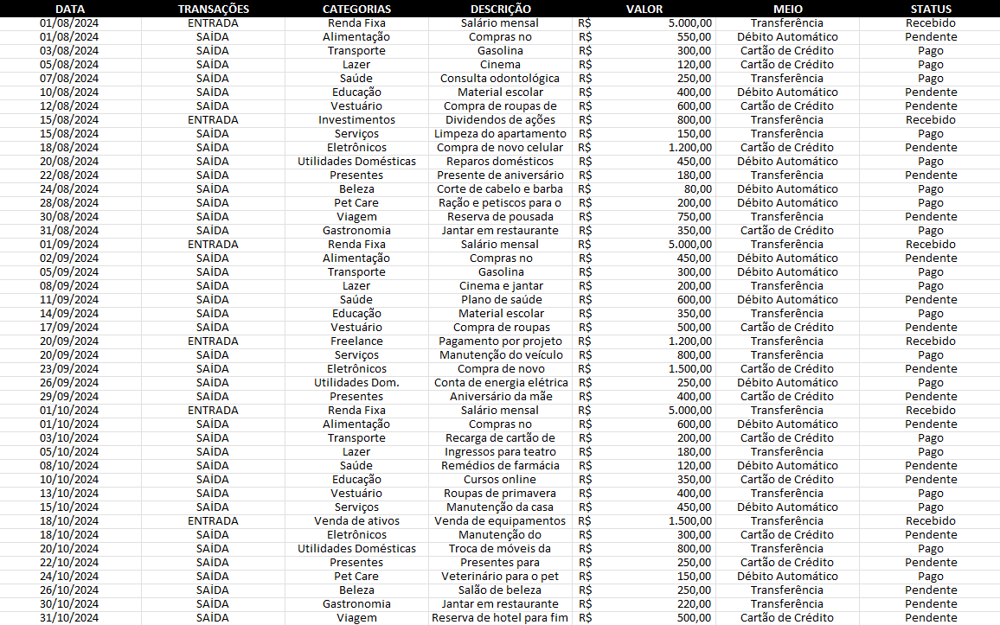 DATA TRANSAÇÕES CATEGORIAS DESCRIÇÃO VALOR MEIO STATUS
01/08/2024 ENTRADA Renda Fixa Salário mensal R$ 5.000,00 Transferência Recebido
01/08/2024 SAÍDA Alimentação Compras no R$ 550,00 Débito Automático Pendente
03/08/2024 SAÍDA Transporte Gasolina R$ 300,00 Cartão de Crédito Pago
05/08/2024 SAÍDA Lazer Cinema R$ 120,00 Cartão de Crédito Pago
07/08/2024 SAÍDA Saúde Consulta odontológica R$ 250,00 Transferência Pago
10/08/2024 SAÍDA Educação Material escolar R$ 400,00 Débito Automático Pendente
12/08/2024 SAÍDA Vestuário Compra de roupas de R$ 600,00 Cartão de Crédito Pendente
15/08/2024 ENTRADA Investimentos Dividendos de ações R$ 800,00 Transferência Recebido
15/08/2024 SAÍDA Serviços Limpeza do apartamento R$ 150,00 Transferência Pago
18/08/2024 SAÍDA Eletrônicos Compra de novo celular R$ 1.200,00 Cartão de Crédito Pendente
20/08/2024 SAÍDA Utilidades Domésticas Reparos domésticos R$ 450,00 Débito Automático Pago
22/08/2024 SAÍDA Presentes Presente de aniversário R$ 180,00 Transferência Pendente
24/08/2024 SAÍDA Beleza Corte de cabelo e barba R$ 80,00 Débito Automático Pago
28/08/2024 SAÍDA Pet Care Ração e petiscos para o R$ 200,00 Débito Automático Pago
30/08/2024 SAÍDA Viagem Reserva de pousada R$ 750,00 Transferência Pendente
31/08/2024 SAÍDA Gastronomia Jantar em restaurante R$ 350,00 Cartão de Crédito Pago
01/09/2024 ENTRADA Renda Fixa Salário mensal R$ 5.000,00 Transferência Recebido
02/09/2024 SAÍDA Alimentação Compras no R$ 450,00 Débito Automático Pendente
05/09/2024 SAÍDA Transporte Gasolina R$ 300,00 Débito Automático Pago
08/09/2024 SAÍDA Lazer Cinema e jantar R$ 200,00 Transferência Pago
11/09/2024 SAÍDA Saúde Plano de saúde R$ 600,00 Débito Automático Pendente
14/09/2024 SAÍDA Educação Material escolar R$ 350,00 Transferência Pago
17/09/2024 SAÍDA Vestuário Compra de roupas R$ 500,00 Cartão de Crédito Pendente
20/09/2024 ENTRADA Freelance Pagamento por projeto R$ 1.200,00 Transferência Recebido
20/09/2024 SAÍDA Serviços Manutenção do veículo R$ 800,00 Transferência Pago
23/09/2024 SAÍDA Eletrônicos Compra de novo R$ 1.500,00 Cartão de Crédito Pendente
26/09/2024 SAÍDA Utilidades Dom. Conta de energia elétrica R$ 250,00 Débito Automático Pago
29/09/2024 SAÍDA Presentes Aniversário da mãe R$ 400,00 Cartão de Crédito Pendente
01/10/2024 ENTRADA Renda Fixa Salário mensal R$ 5.000,00 Transferência Recebido
01/10/2024 SAÍDA Alimentação Compras no R$ 600,00 Débito Automático Pendente
03/10/2024 SAÍDA Transporte Recarga de cartão de R$ 200,00 Cartão de Crédito Pago
05/10/2024 SAÍDA Lazer Ingressos para teatro R$ 180,00 Transferência Pago
08/10/2024 SAÍDA Saúde Remédios de farmácia R$ 120,00 Débito Automático Pendente
10/10/2024 SAÍDA Educação Cursos online R$ 350,00 Cartão de Crédito Pendente
13/10/2024 SAÍDA Vestuário Roupas de primavera R$ 400,00 Transferência Pago
15/10/2024 SAÍDA Serviços Manutenção da casa R$ 450,00 Débito Automático Pago
18/10/2024 ENTRADA Venda de ativos Venda de equipamentos R$ 1.500,00 Transferência Recebido
18/10/2024 SAÍDA Eletrônicos Manutenção do R$ 300,00 Cartão de Crédito Pendente
20/10/2024 SAÍDA Utilidades Domésticas Troca de móveis da R$ 800,00 Transferência Pago
22/10/2024 SAÍDA Presentes Presentes para R$ 250,00 Cartão de Crédito Pendente
24/10/2024 SAÍDA Pet Care Veterinário para o pet R$ 150,00 Débito Automático Pago
26/10/2024 SAÍDA Beleza Salão de beleza R$ 250,00 Transferência Pendente
30/10/2024 SAÍDA Gastronomia Jantar em restaurante R$ 220,00 Transferência Pendente
31/10/2024 SAÍDA Viagem Reserva de hotel para fim R$ 500,00 Cartão de Crédito Pendente